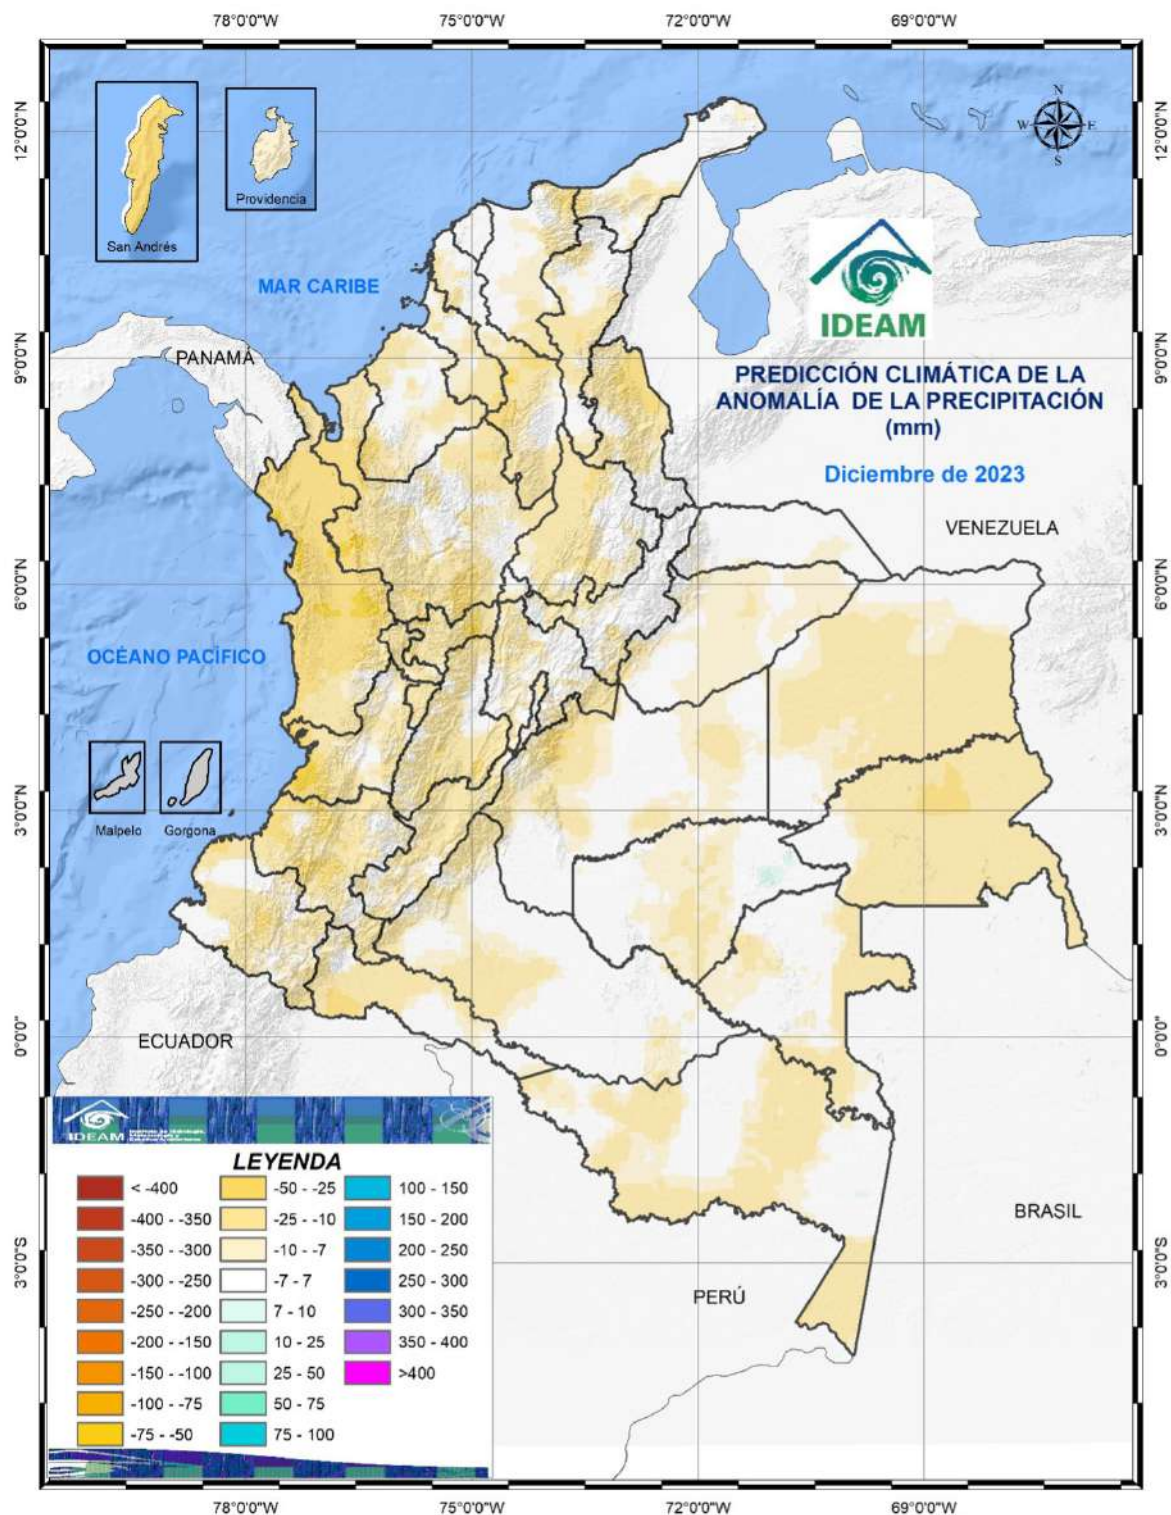 78°0'0"W 75°0'0"W 72°0'0"W 69°0'0"W
12°0'0"N
12°0'0"N
N
W E
S
San Andrés
Providencia
MAR CARIBE
IDEAM
9°0'0"N
9°0'0"N
PANAMÁ
PREDICCIÓN CLIMÁTICA DE LA
ANOMALÍA DE LA PRECIPITACIÓN
(mm)
Diciembre de 2023
VENEZUELA
6°0'0"N
6°0'0"N
OCÉANO PACÍFICO
3°0'0"N
3°0'0"N
Malpelo
Gorgona
ECUADOR
0°0'0"
0°0'0"
IDEAM
LEYENDA
< -400
-400 - -350
-350 - -300
-300 - -250
-250 - -200
-200 - -150
-150 - -100
-100 - -75
-75 - -50
-50 - -25
-25 - -10
-10 - -7
-7 - 7
7 - 10
10 - 25
25 - 50
50 - 75
75 - 100
100 - 150
150 - 200
200 - 250
250 - 300
300 - 350
350 - 400
>400
BRASIL
PERÚ
3°0'0"S
3°0'0"S
78°0'0"W 75°0'0"W 72°0'0"W 69°0'0"W